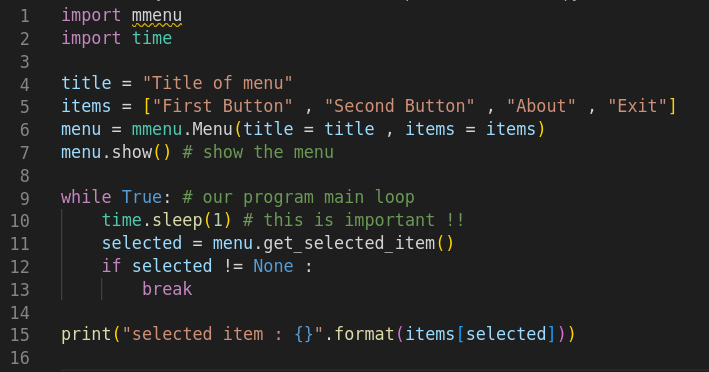 1 import mmenu
2 import time
3
4 title = "Title of menu"
5 items = ["First Button" , "Second Button" , "About" , "Exit"]
6 menu = mmenu.Menu(title = title , items = items)
7 menu.show() # show the menu
8
9 while True: # our program main loop
10     time.sleep(1) # this is important !!
11     selected = menu.get_selected_item()
12     if selected != None :
13         break
14
15 print("selected item : {}".format(items[selected]))
16